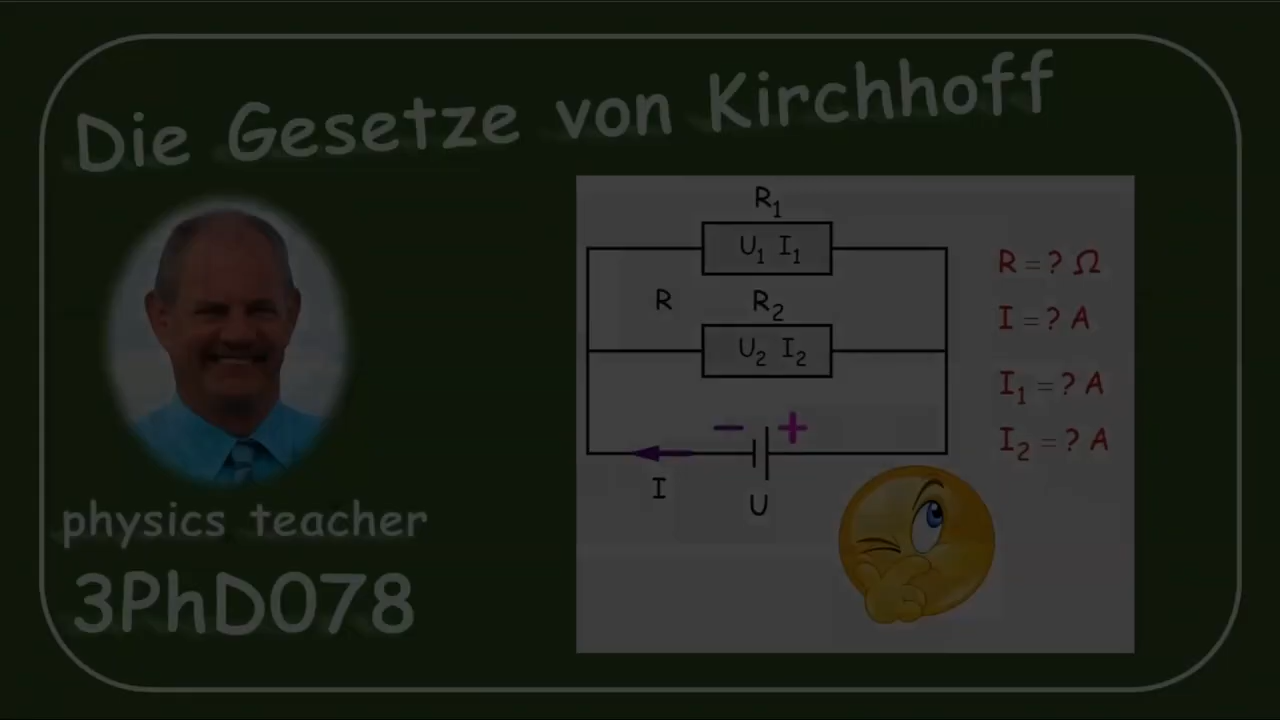 Die Gesetze von Kirchhoff
physics teacher
3PhD078
R₁
U₁ I₁
R
R₂
U₂ I₂
− +
I
U
R = ? Ω
I = ? A
I₁ = ? A
I₂ = ? A